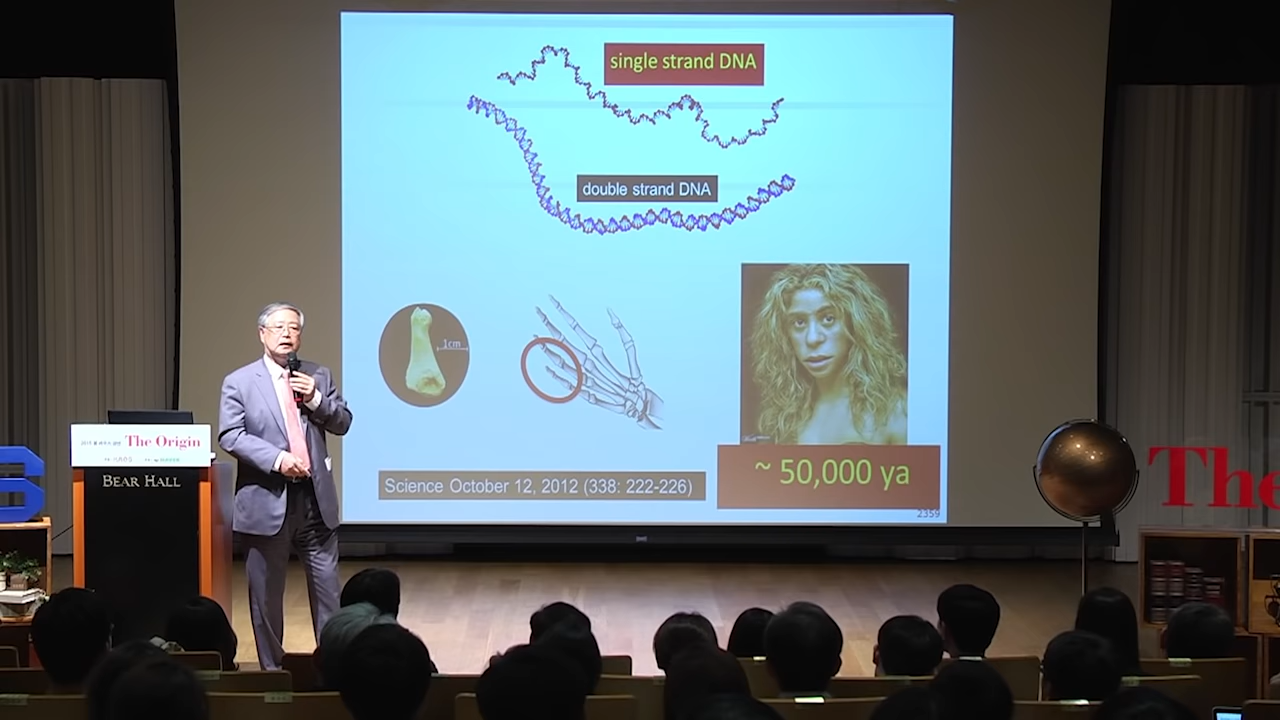 single strand DNA
double strand DNA
1cm
Science October 12, 2012 (338: 222-226)
~ 50,000 ya
2359
The Origin
BEAR HALL
S
The